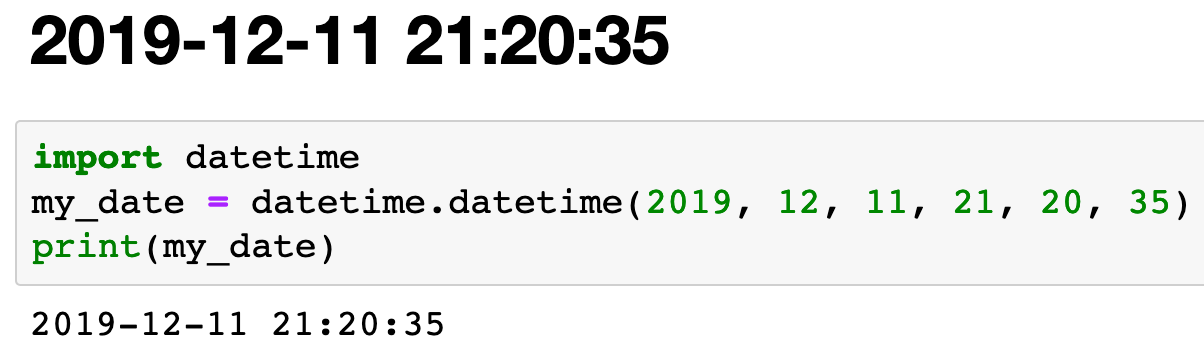 2019-12-11 21:20:35
import datetime
my_date = datetime.datetime(2019, 12, 11, 21, 20, 35)
print(my_date)
2019-12-11 21:20:35